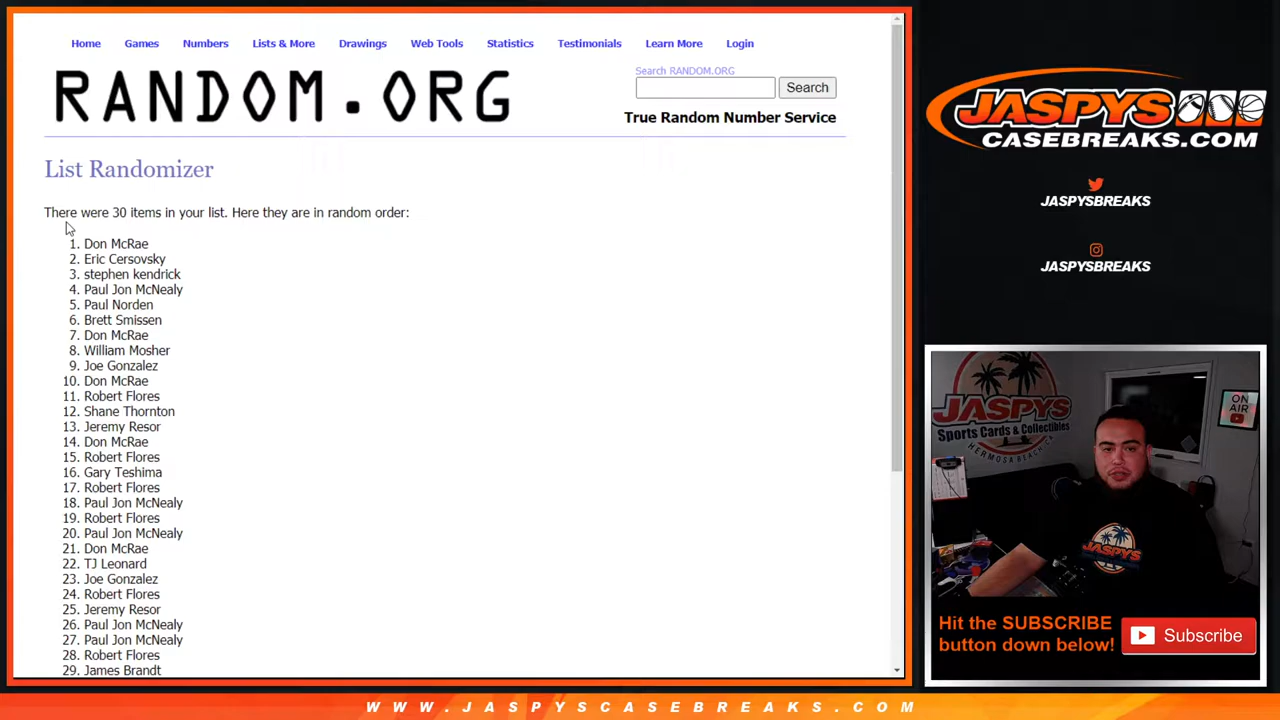 Home Games Numbers Lists & More Drawings Web Tools Statistics Testimonials Learn More Login
RANDOM.ORG
Search RANDOM.ORG
Search
True Random Number Service
List Randomizer
There were 30 items in your list. Here they are in random order:
1. Don McRae
2. Eric Cersovsky
3. stephen kendrick
4. Paul Jon McNealy
5. Paul Norden
6. Brett Smissen
7. Don McRae
8. William Mosher
9. Joe Gonzalez
10. Don McRae
11. Robert Flores
12. Shane Thornton
13. Jeremy Resor
14. Don McRae
15. Robert Flores
16. Gary Teshima
17. Robert Flores
18. Paul Jon McNealy
19. Robert Flores
20. Paul Jon McNealy
21. Don McRae
22. TJ Leonard
23. Joe Gonzalez
24. Robert Flores
25. Jeremy Resor
26. Paul Jon McNealy
27. Paul Jon McNealy
28. Robert Flores
29. James Brandt
JASPYS
CASEBREAKS.COM
JASPYSBREAKS
JASPYSBREAKS
JASPYS
Sports Cards & Collectibles
HERMOSA BEACH
ON
AIR
JASPYS
Hit the SUBSCRIBE
button down below!
Subscribe
WWW.JASPYSCASEBREAKS.COM